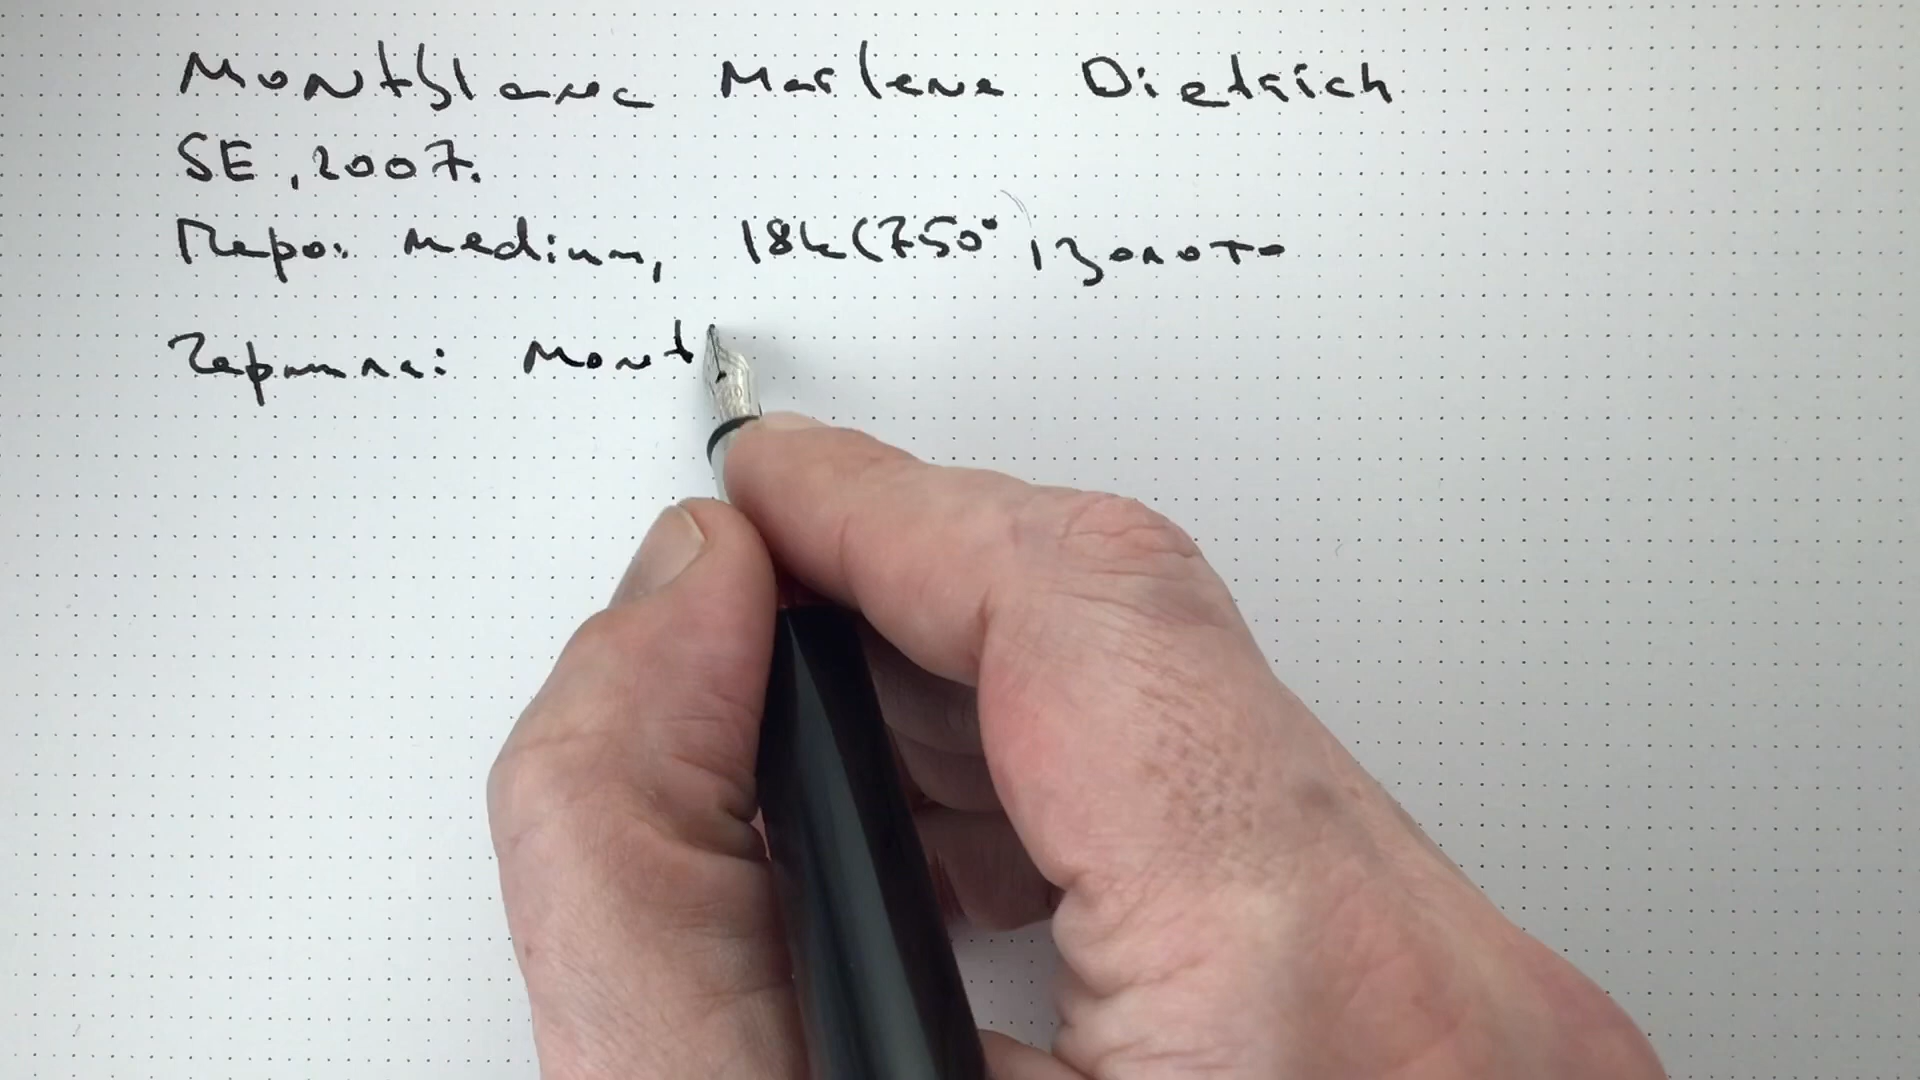 Montblanc Marlene Dietrich
SE, 2007.
Перо: medium, 18k (750°), золото
Чернила: Mont